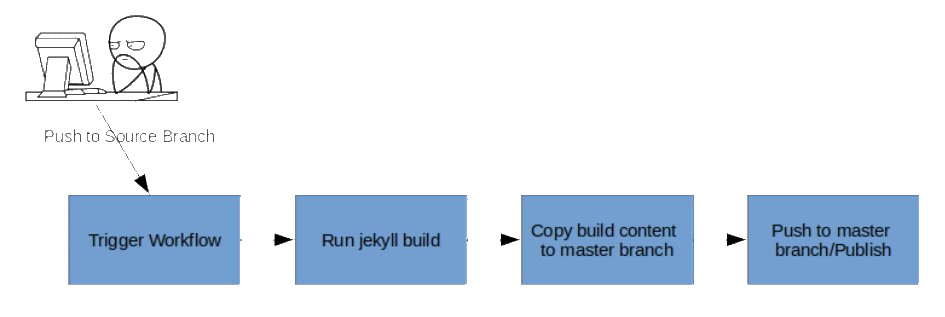 Push to Source Branch
Trigger Workflow
Run jekyll build
Copy build content
to master branch
Push to master
branch/Publish